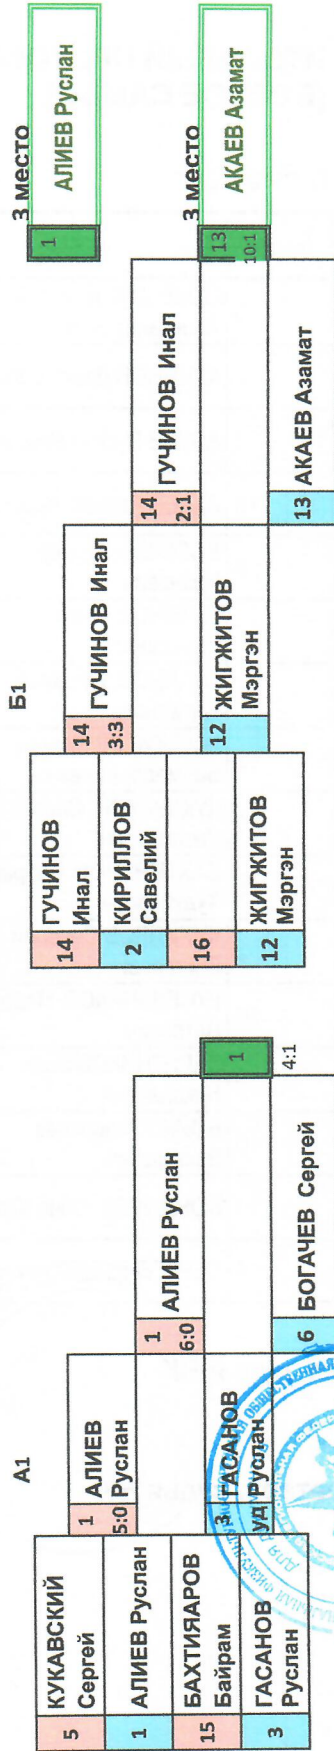 А1
5
КУКАВСКИЙ
Сергей
1
АЛИЕВ Руслан
15
БАХТИЯАРОВ
Байрам
3
ГАСАНОВ
Руслан
1
5:0
АЛИЕВ
Руслан
3
уд
ГАСАНОВ
Руслан
1
6:0
АЛИЕВ Руслан
6
БОГАЧЕВ Сергей
1
4:1
Б1
14
ГУЧИНОВ
Инал
2
КИРИЛЛОВ
Савелий
16
12
ЖИГЖИТОВ
Мэргэн
14
3:3
ГУЧИНОВ Инал
12
ЖИГЖИТОВ
Мэргэн
14
2:1
ГУЧИНОВ Инал
13
АКАЕВ Азамат
3 место
1
АЛИЕВ Руслан
3 место
13
10:1
АКАЕВ Азамат
ОБЩЕСТВЕННАЯ
ДЛЯ